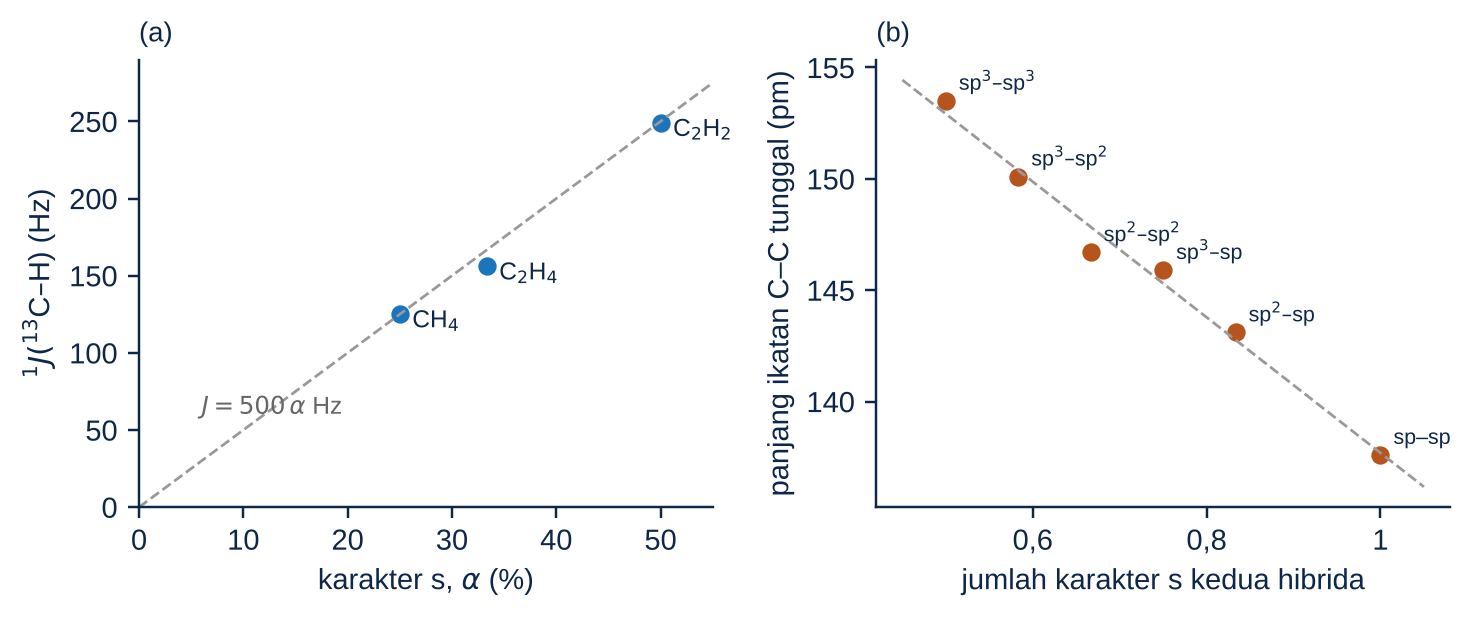 (a)
¹J(¹³C−H) (Hz)
250
200
150
100
50
0
C₂H₂
C₂H₄
CH₄
J = 500 α Hz
0 10 20 30 40 50
karakter s, α (%)
(b)
panjang ikatan C–C tunggal (pm)
155
150
145
140
sp³–sp³
sp³–sp²
sp²–sp²
sp³–sp
sp²–sp
sp–sp
0,6 0,8 1
jumlah karakter s kedua hibrida